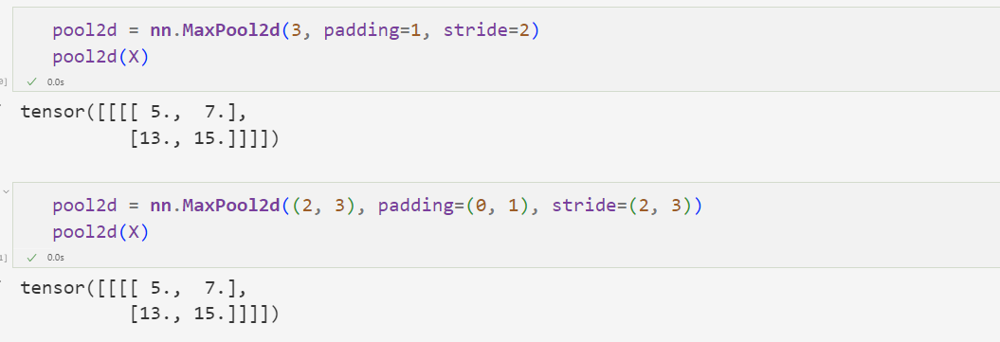 pool2d = nn.MaxPool2d(3, padding=1, stride=2)
pool2d(X)
0.0s
tensor([[[[ 5.,  7.],
          [13., 15.]]]])
pool2d = nn.MaxPool2d((2, 3), padding=(0, 1), stride=(2, 3))
pool2d(X)
0.0s
tensor([[[[ 5.,  7.],
          [13., 15.]]]])